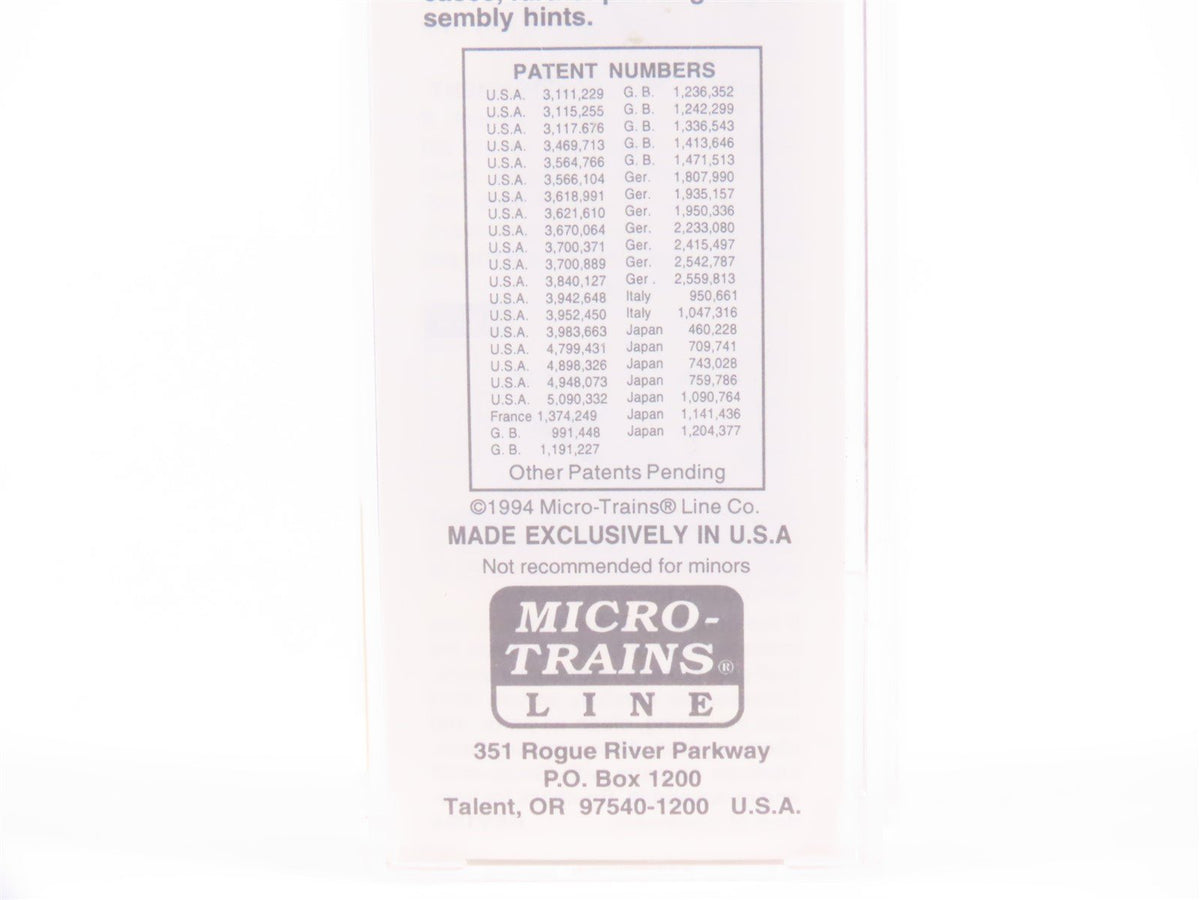 sembly hints.
PATENT NUMBERS
U.S.A. 3,111,229 G. B. 1,236,352
U.S.A. 3,115,255 G. B. 1,242,299
U.S.A. 3,117.676 G. B. 1,336,543
U.S.A. 3,469,713 G. B. 1,413,646
U.S.A. 3,564,766 G. B. 1,471,513
U.S.A. 3,566,104 Ger. 1,807,990
U.S.A. 3,618,991 Ger. 1,935,157
U.S.A. 3,621,610 Ger. 1,950,336
U.S.A. 3,670,064 Ger. 2,233,080
U.S.A. 3,700,371 Ger. 2,415,497
U.S.A. 3,700,889 Ger. 2,542,787
U.S.A. 3,840,127 Ger . 2,559,813
U.S.A. 3,942,648 Italy 950,661
U.S.A. 3,952,450 Italy 1,047,316
U.S.A. 3,983,663 Japan 460,228
U.S.A. 4,799,431 Japan 709,741
U.S.A. 4,898,326 Japan 743,028
U.S.A. 4,948,073 Japan 759,786
U.S.A. 5,090,332 Japan 1,090,764
France 1,374,249 Japan 1,141,436
G. B. 991,448 Japan 1,204,377
G. B. 1,191,227
Other Patents Pending
©1994 Micro-Trains® Line Co.
MADE EXCLUSIVELY IN U.S.A
Not recommended for minors
MICRO-
TRAINS®
LINE
351 Rogue River Parkway
P.O. Box 1200
Talent, OR 97540-1200 U.S.A.